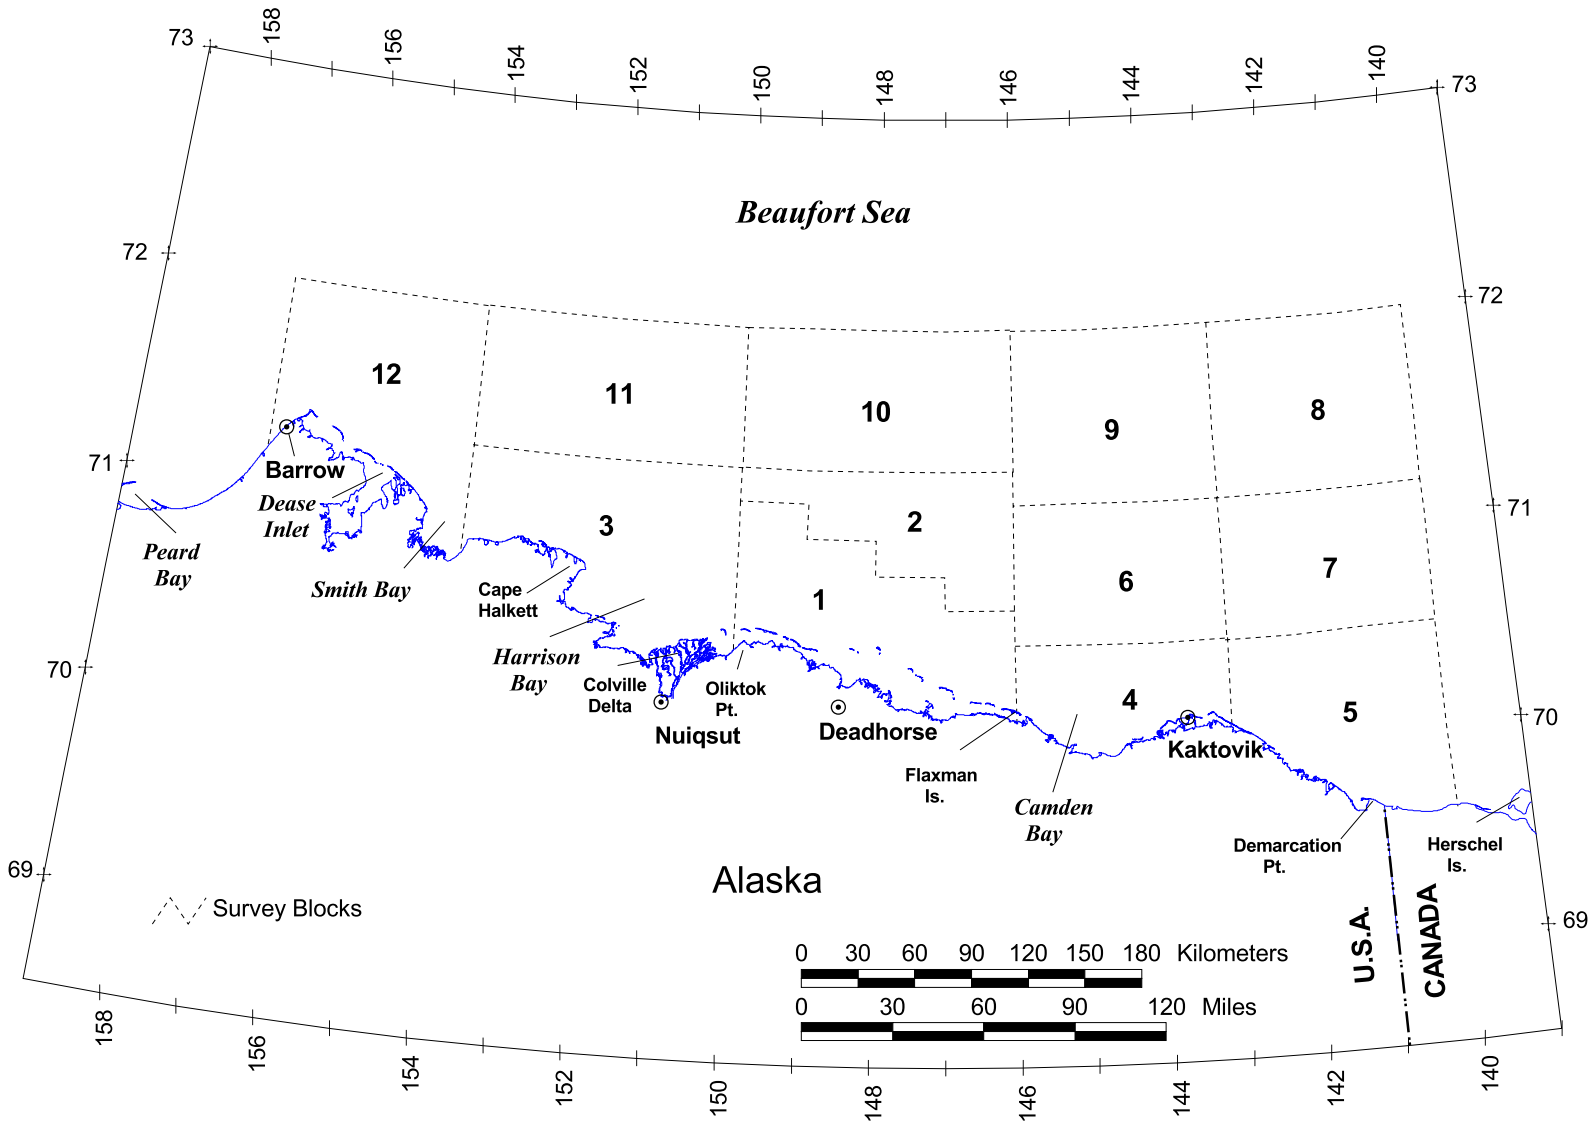 158
156
154
152
150
148
146
144
142
140
73
73
Beaufort Sea
72
72
12
11
10
9
8
71
71
Barrow
Dease
Inlet
Peard
Bay
Smith Bay
3
2
1
6
7
Cape
Halkett
Harrison
Bay
Colville
Delta
Oliktok
Pt.
70
70
Nuiqsut
Deadhorse
4
5
Kaktovik
Flaxman
Is.
Camden
Bay
Demarcation
Pt.
Herschel
Is.
69
69
Alaska
Survey Blocks
U.S.A.
CANADA
0 30 60 90 120 150 180 Kilometers
0 30 60 90 120 Miles
158
156
154
152
150
148
146
144
142
140